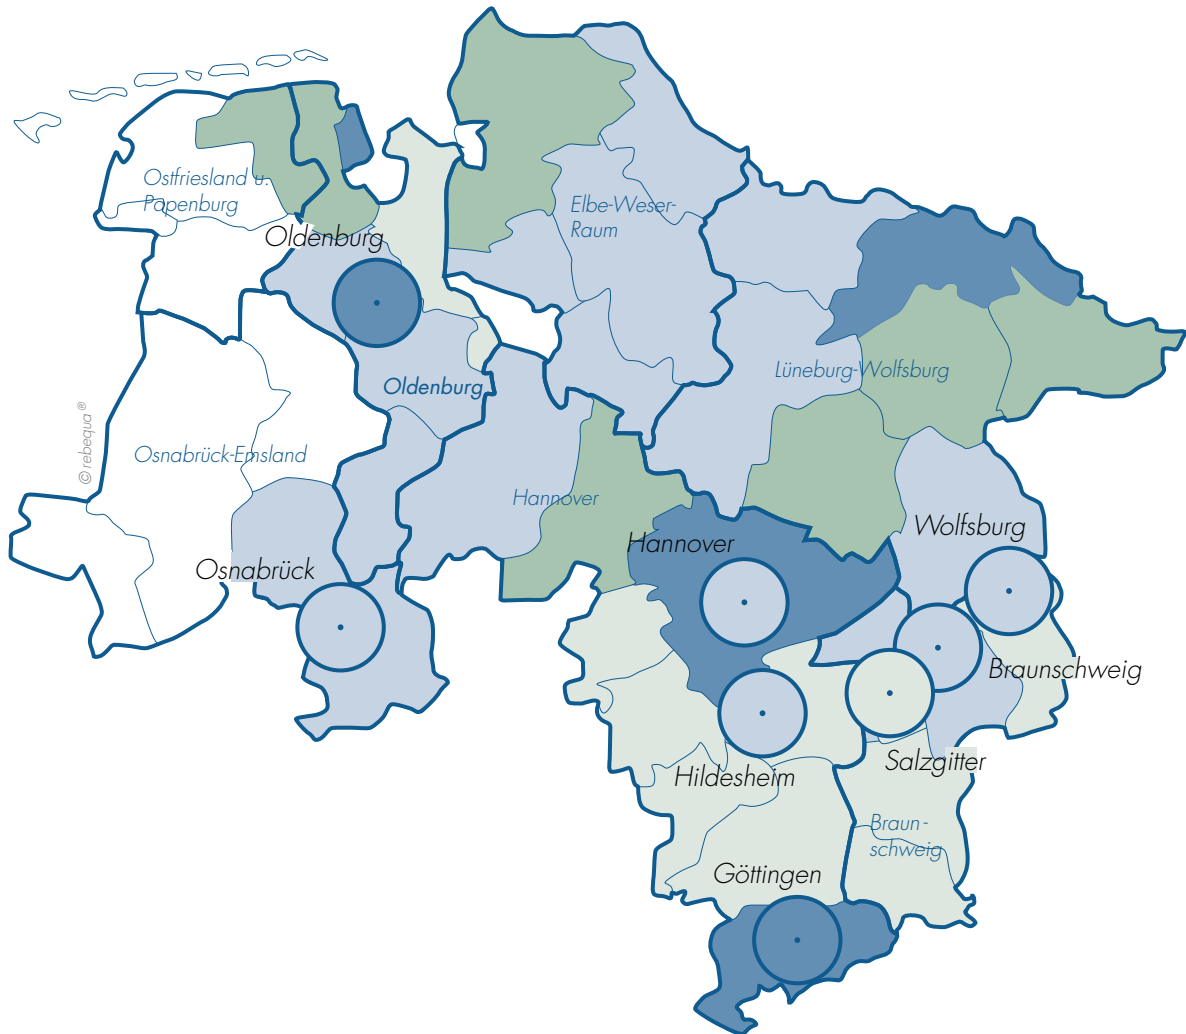 Ostfriesland u.
Papenburg
Oldenburg
Elbe-Weser-
Raum
Oldenburg
Lüneburg-Wolfsburg
© rebequa ®
Osnabrück-Emsland
Hannover
Wolfsburg
Hannover
Osnabrück
Braunschweig
Salzgitter
Hildesheim
Braun-
schweig
Göttingen